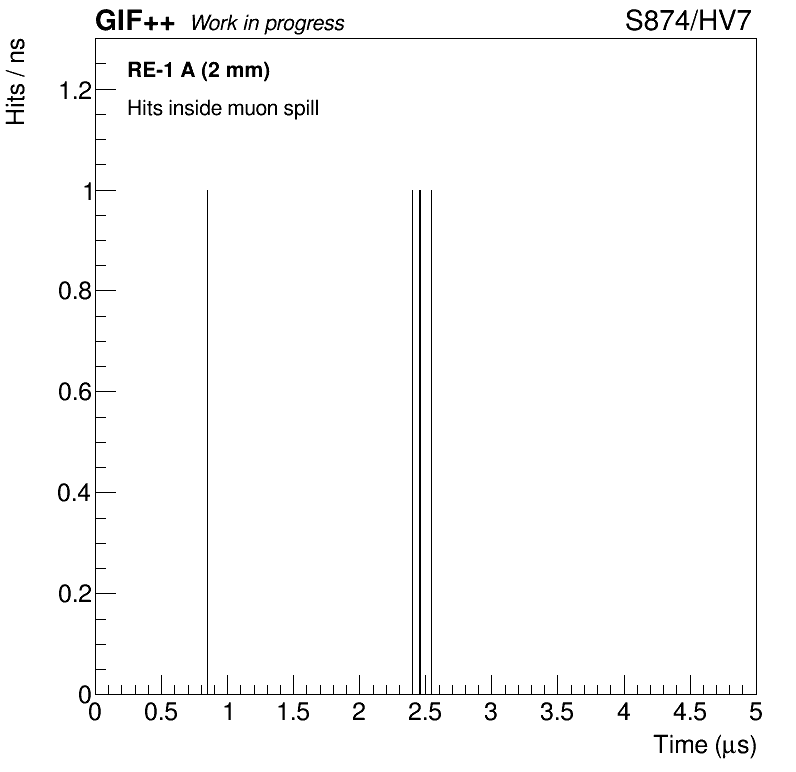 GIF++ Work in progress S874/HV7
Hits / ns
RE-1 A (2 mm)
Hits inside muon spill
1.2
1
0.8
0.6
0.4
0.2
0
0 0.5 1 1.5 2 2.5 3 3.5 4 4.5 5
Time (μs)